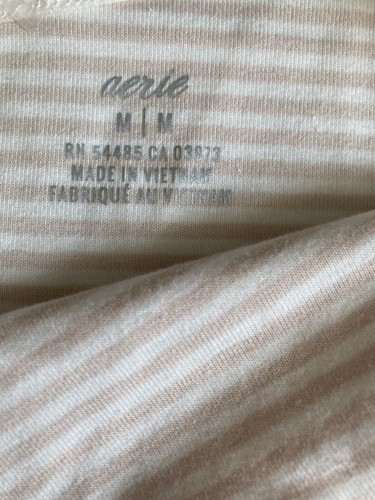 aerie
M | M
RN 54485 CA 03973
MADE IN VIETNAM
FABRIQUÉ AU VIETNAM